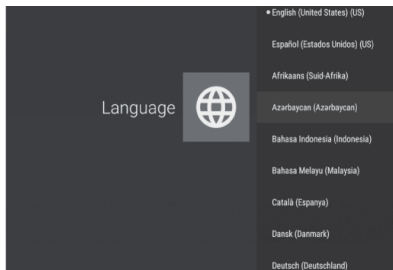 Language
English (United States) (US)
Español (Estados Unidos) (US)
Afrikaans (Suid-Afrika)
Azərbaycan (Azərbaycan)
Bahasa Indonesia (Indonesia)
Bahasa Melayu (Malaysia)
Català (Espanya)
Dansk (Danmark)
Deutsch (Deutschland)